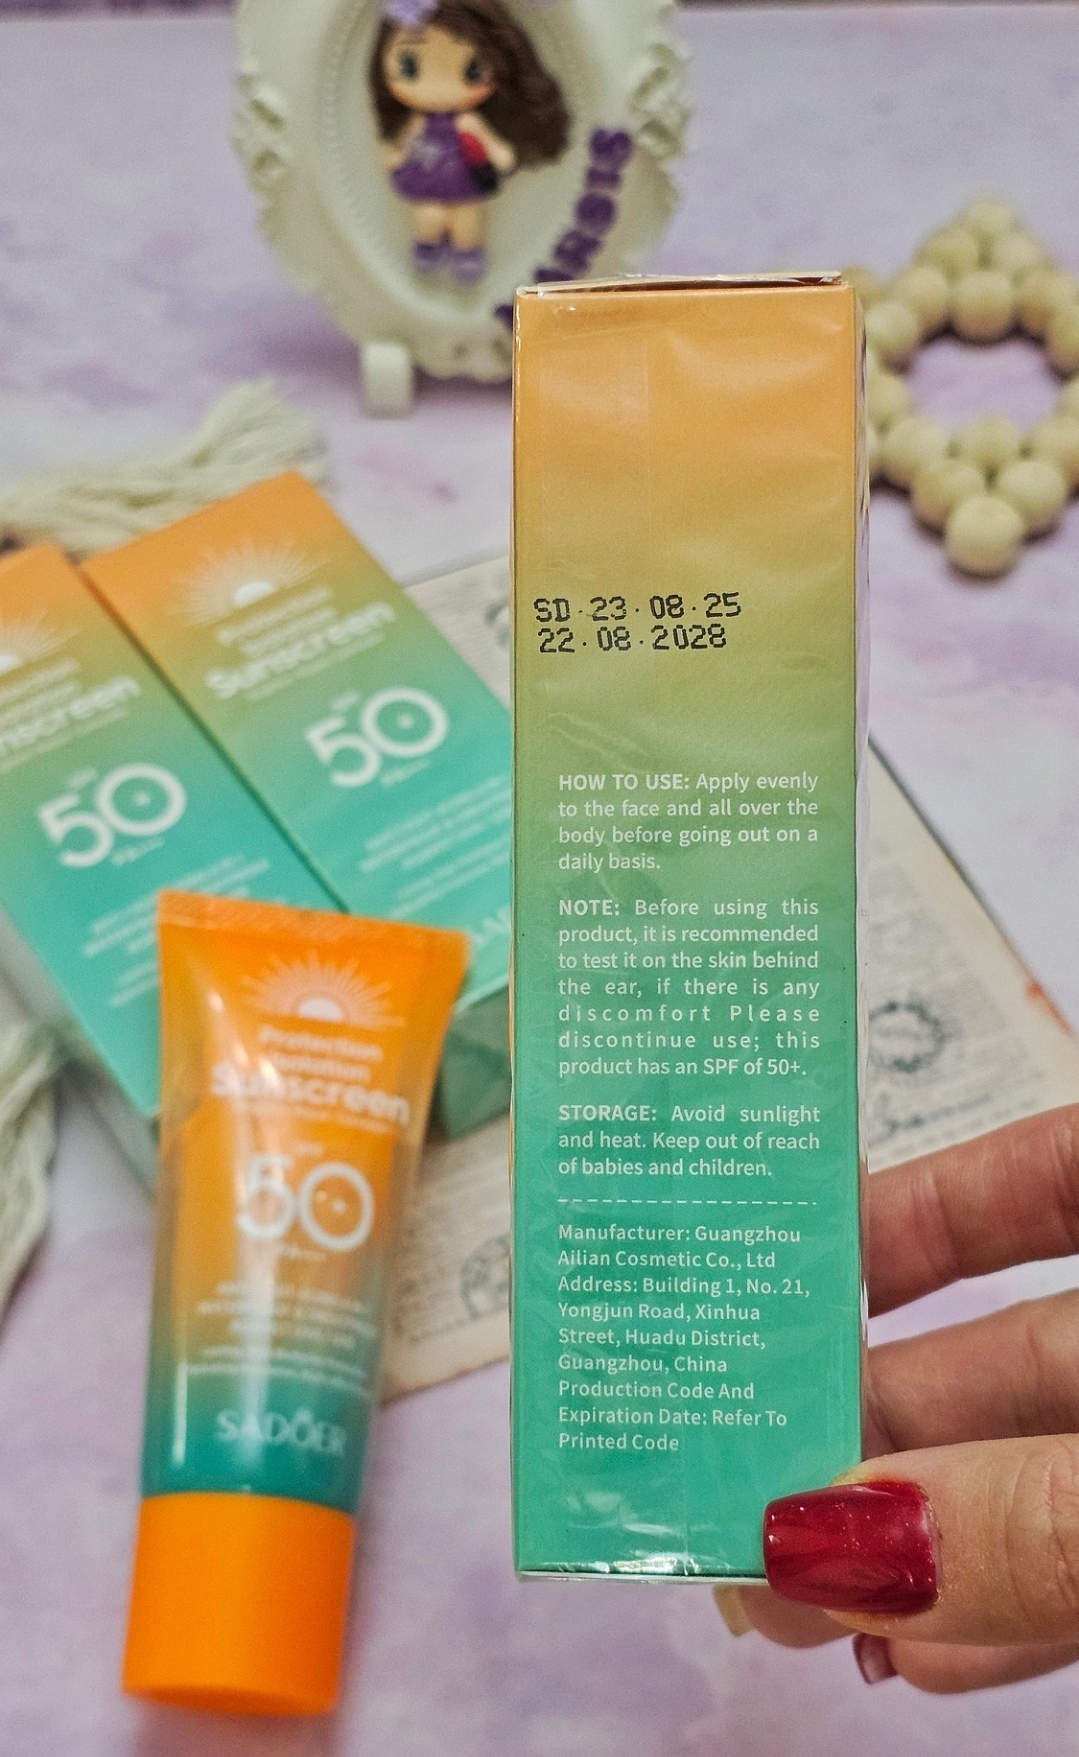 SD·23·08·25
22·08·2028
HOW TO USE: Apply evenly
to the face and all over the
body before going out on a
daily basis.
NOTE: Before using this
product, it is recommended
to test it on the skin behind
the ear, if there is any
discomfort Please
discontinue use; this
product has an SPF of 50+.
STORAGE: Avoid sunlight
and heat. Keep out of reach
of babies and children.
Manufacturer: Guangzhou
Ailian Cosmetic Co., Ltd
Address: Building 1, No. 21,
Yongjun Road, Xinhua
Street, Huadu District,
Guangzhou, China
Production Code And
Expiration Date: Refer To
Printed Code
Sunscreen
50
50
Protection
Sunscreen
50
SADOER